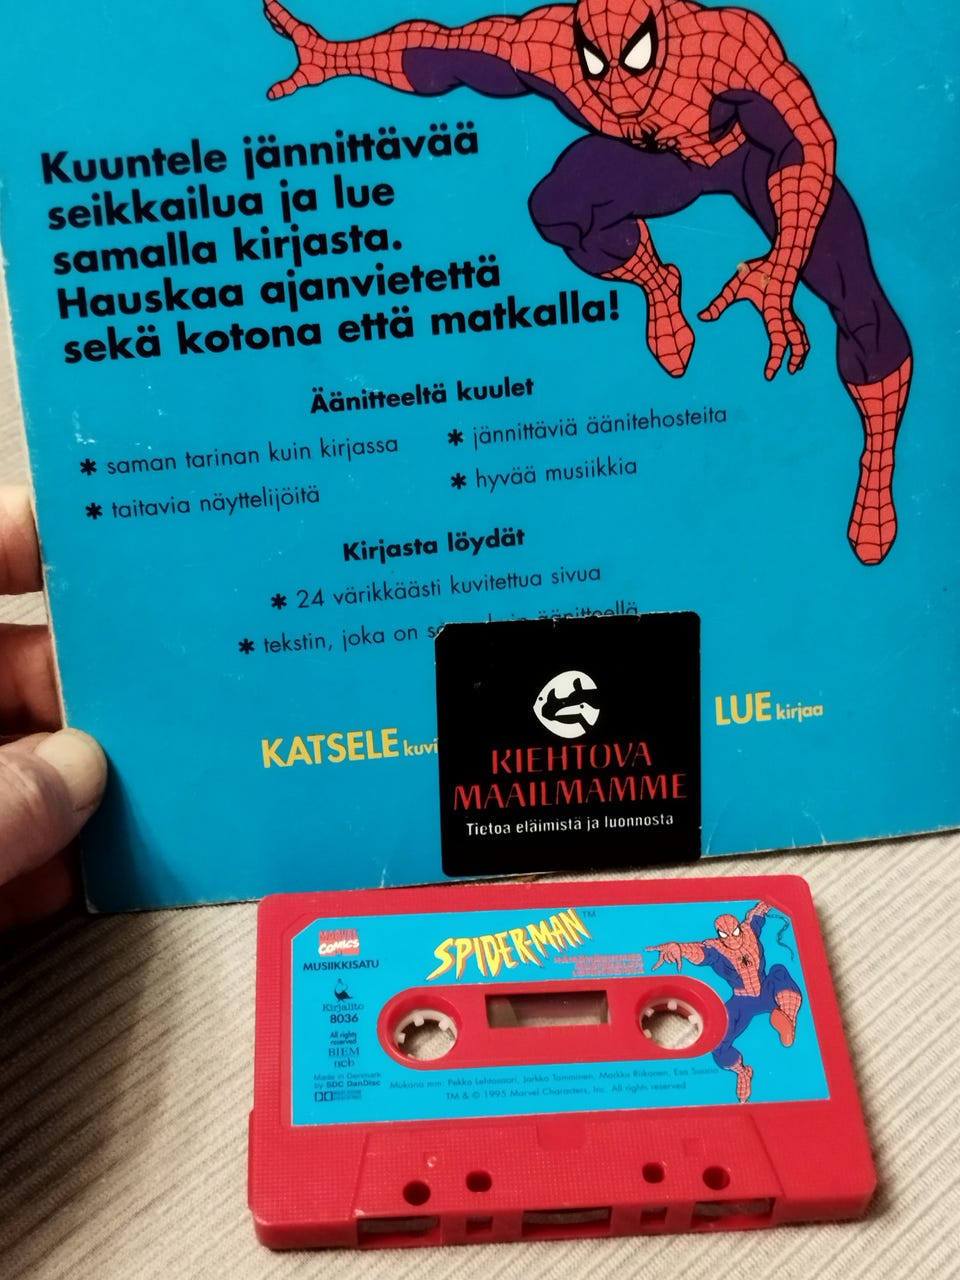 Kuuntele jännittävää
seikkailua ja lue
samalla kirjasta.
Hauskaa ajanvietettä
sekä kotona että matkalla!
Äänitteeltä kuulet
* saman tarinan kuin kirjassa
* jännittäviä äänitehosteita
* taitavia näyttelijöitä
* hyvää musiikkia
Kirjasta löydät
* 24 värikkäästi kuvitettua sivua
* tekstin, joka on äänitteellä
KATSELE kuvi
LUE kirjaa
KIEHTOVA
MAAILMAMME
Tietoa eläimistä ja luonnosta
MARVEL
COMICS
MUSIIKKISATU
SPIDER-MAN™
Kirjalito
8036
All rights
reserved
BIEM
ncb
Made in Denmark
by SDC DanDisc
Mukana mm: Pekka Lehtosaari, Jarkko Tamminen, Markku Riikonen, Esa
TM & © 1995 Marvel Characters, Inc. All rights reserved